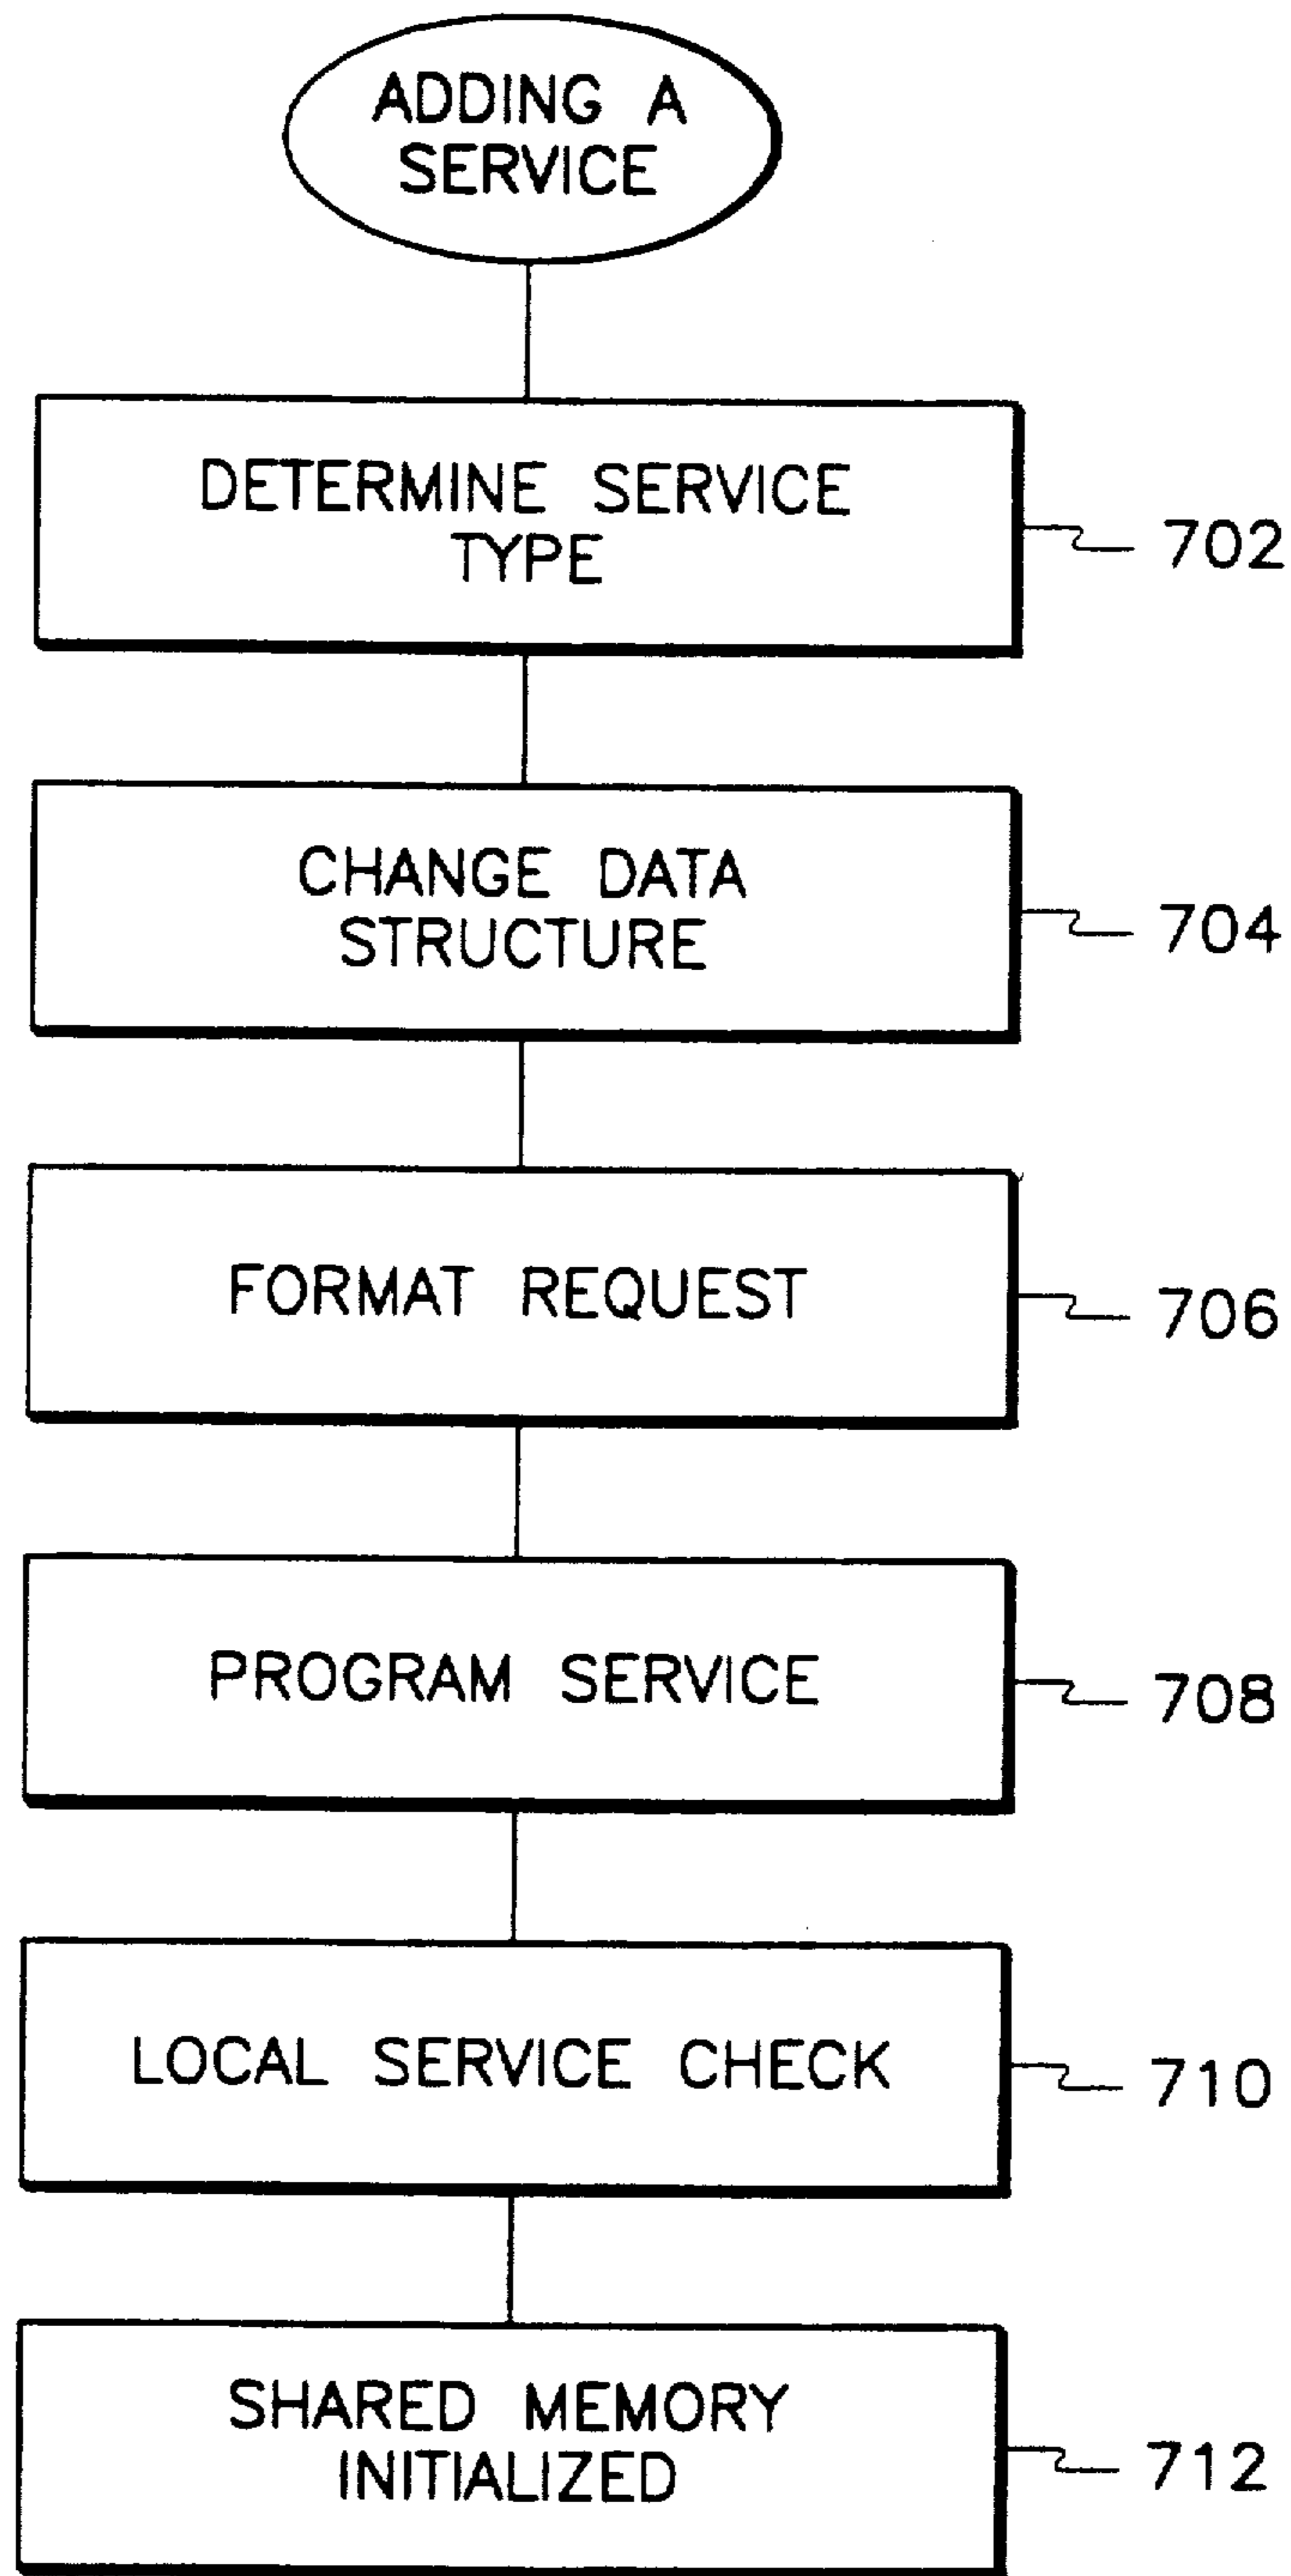 ADDING A
SERVICE
DETERMINE SERVICE
TYPE
702
CHANGE DATA
STRUCTURE
704
FORMAT REQUEST
706
PROGRAM SERVICE
708
LOCAL SERVICE CHECK
710
SHARED MEMORY
INITIALIZED
712